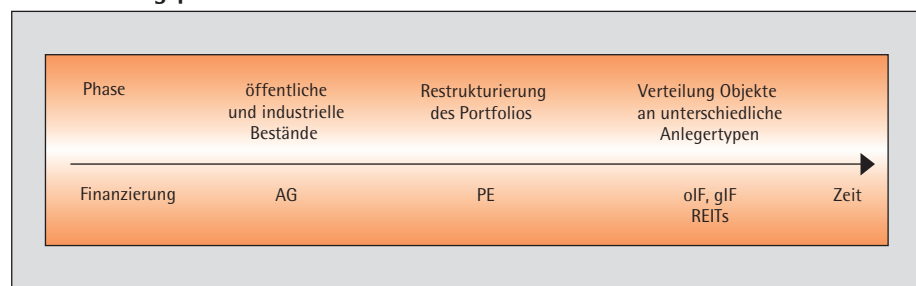 Phase
öffentliche
und industrielle
Bestände
Restrukturierung
des Portfolios
Verteilung Objekte
an unterschiedliche
Anlegertypen
Finanzierung
AG
PE
oIF, gIF
REITs
Zeit